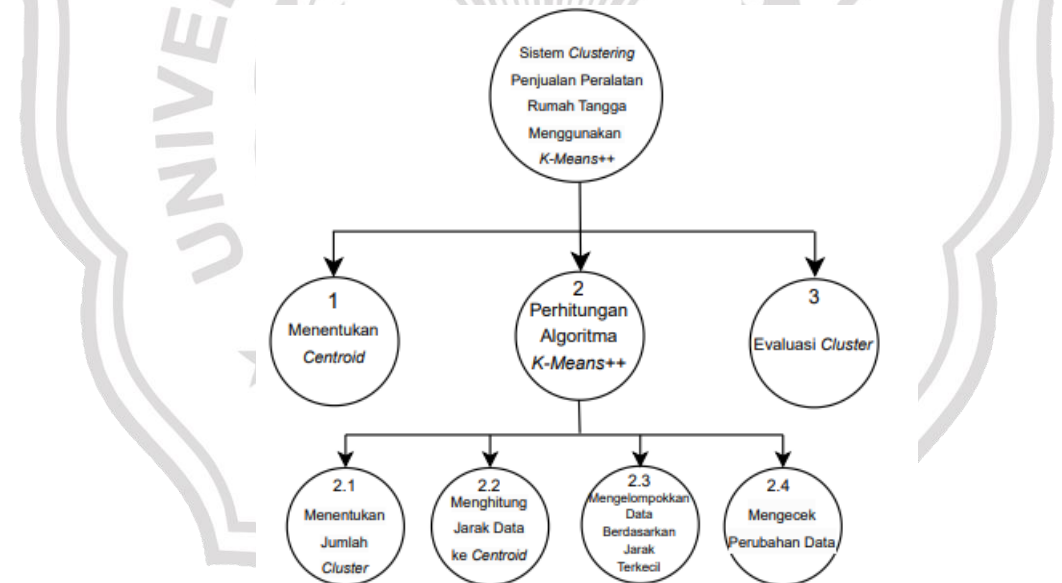 UNIVE
Sistem Clustering
Penjualan Peralatan
Rumah Tangga
Menggunakan
K-Means++
1
Menentukan
Centroid
2
Perhitungan
Algoritma
K-Means++
3
Evaluasi Cluster
2.1
Menentukan
Jumlah
Cluster
2.2
Menghitung
Jarak Data
ke Centroid
2.3
Mengelompokkan
Data
Berdasarkan
Jarak
Terkecil
2.4
Mengecek
Perubahan Data